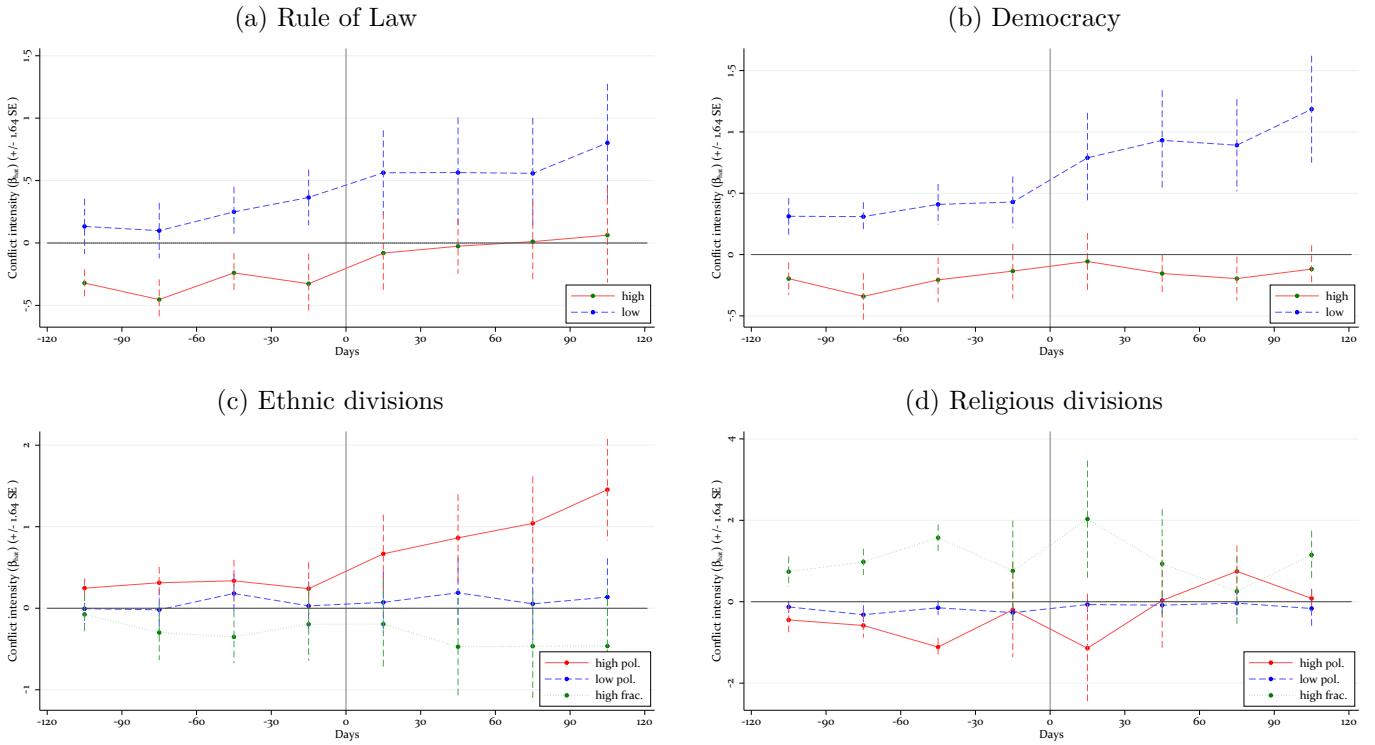 (a) Rule of Law
Conflict intensity (βhat) (+/- 1.64 SE )
1.5
1
.5
0
-.5
-120 -90 -60 -30 0 30 60 90 120
Days
high
low
(b) Democracy
Conflict intensity (βhat) (+/- 1.64 SE )
1.5
1
.5
0
-.5
-120 -90 -60 -30 0 30 60 90 120
Days
high
low
(c) Ethnic divisions
Conflict intensity (βhat) (+/- 1.64 SE )
2
1
0
-1
-120 -90 -60 -30 0 30 60 90 120
Days
high pol.
low pol.
high frac.
(d) Religious divisions
Conflict intensity (βhat) (+/- 1.64 SE )
4
2
0
-2
-120 -90 -60 -30 0 30 60 90 120
Days
high pol.
low pol.
high frac.